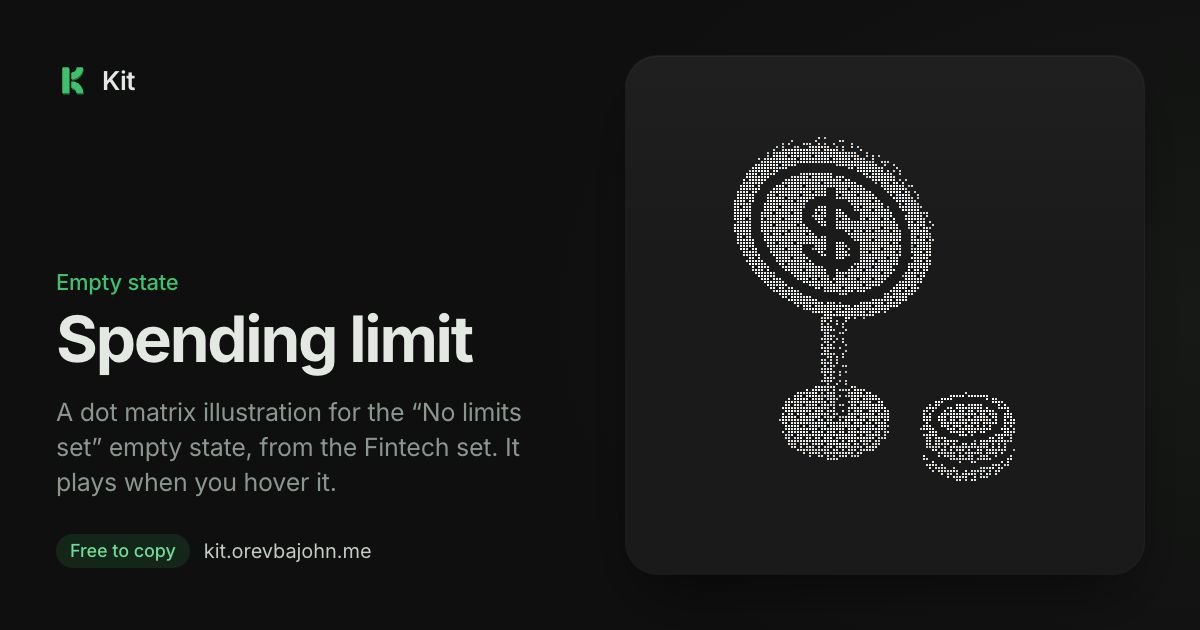 Kit
Empty state
Spending limit
A dot matrix illustration for the “No limits
set” empty state, from the Fintech set. It
plays when you hover it.
Free to copy
kit.orevbajohn.me
$